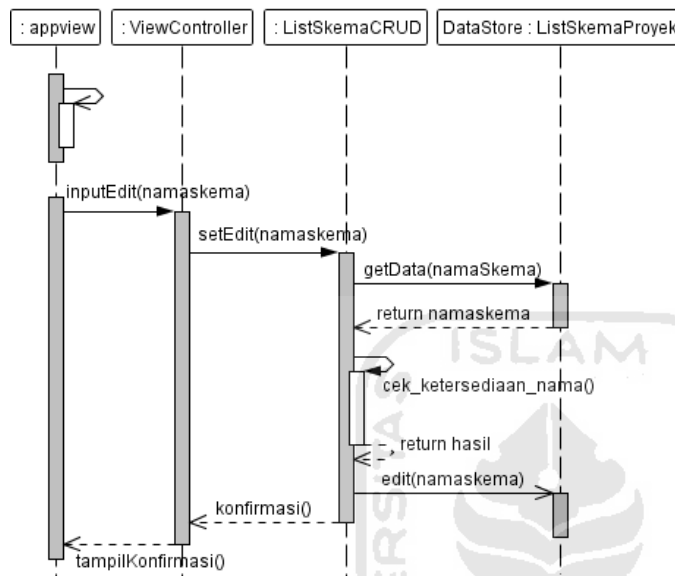 : appview
: ViewController
: ListSkemaCRUD
DataStore : ListSkemaProyek
inputEdit(namaskema)
setEdit(namaskema)
getData(namaSkema)
return namaskema
ISLAM
cek_ketersediaan_nama()
return hasil
edit(namaskema)
konfirmasi()
tampilKonfirmasi()
ERSITAS